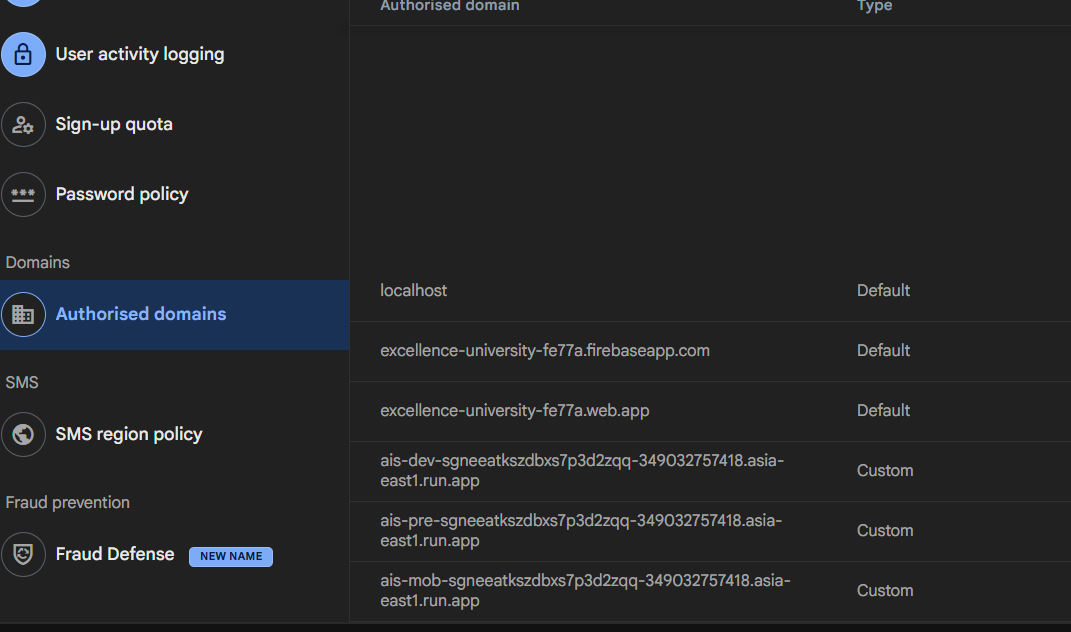 Authorised domain
Type
User activity logging
Sign-up quota
Password policy
Domains
Authorised domains
SMS
SMS region policy
Fraud prevention
Fraud Defense NEW NAME
localhost
Default
excellence-university-fe77a.firebaseapp.com
Default
excellence-university-fe77a.web.app
Default
ais-dev-sgneeatkszdbxs7p3d2zqq-349032757418.asia-
east1.run.app
Custom
ais-pre-sgneeatkszdbxs7p3d2zqq-349032757418.asia-
east1.run.app
Custom
ais-mob-sgneeatkszdbxs7p3d2zqq-349032757418.asia-
east1.run.app
Custom